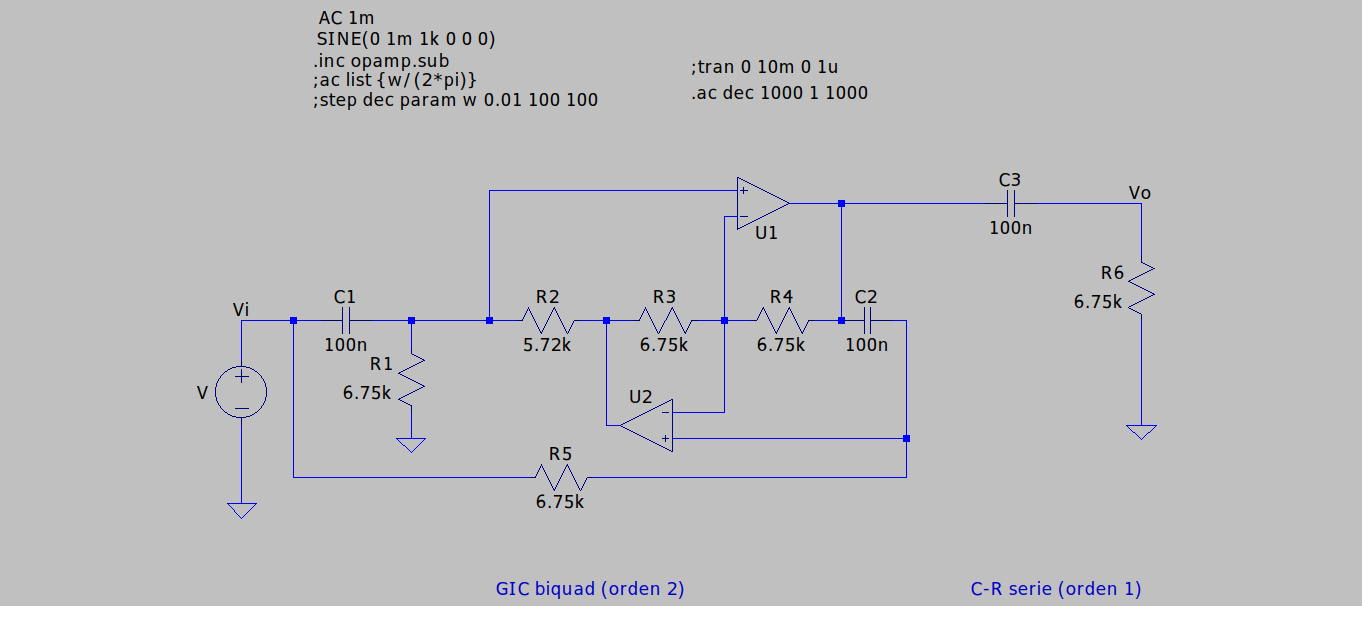 AC 1m
SINE(0 1m 1k 0 0 0)
.inc opamp.sub
;ac list {w/(2*pi)}
;step dec param w 0.01 100 100
;tran 0 10m 0 1u
.ac dec 1000 1 1000
C3
100n
Vo
+
−
U1
R6
6.75k
Vi
C1
100n
R2
5.72k
R3
6.75k
R4
6.75k
C2
100n
R1
6.75k
V
+
−
U2
−
+
R5
6.75k
GIC biquad (orden 2)
C-R serie (orden 1)